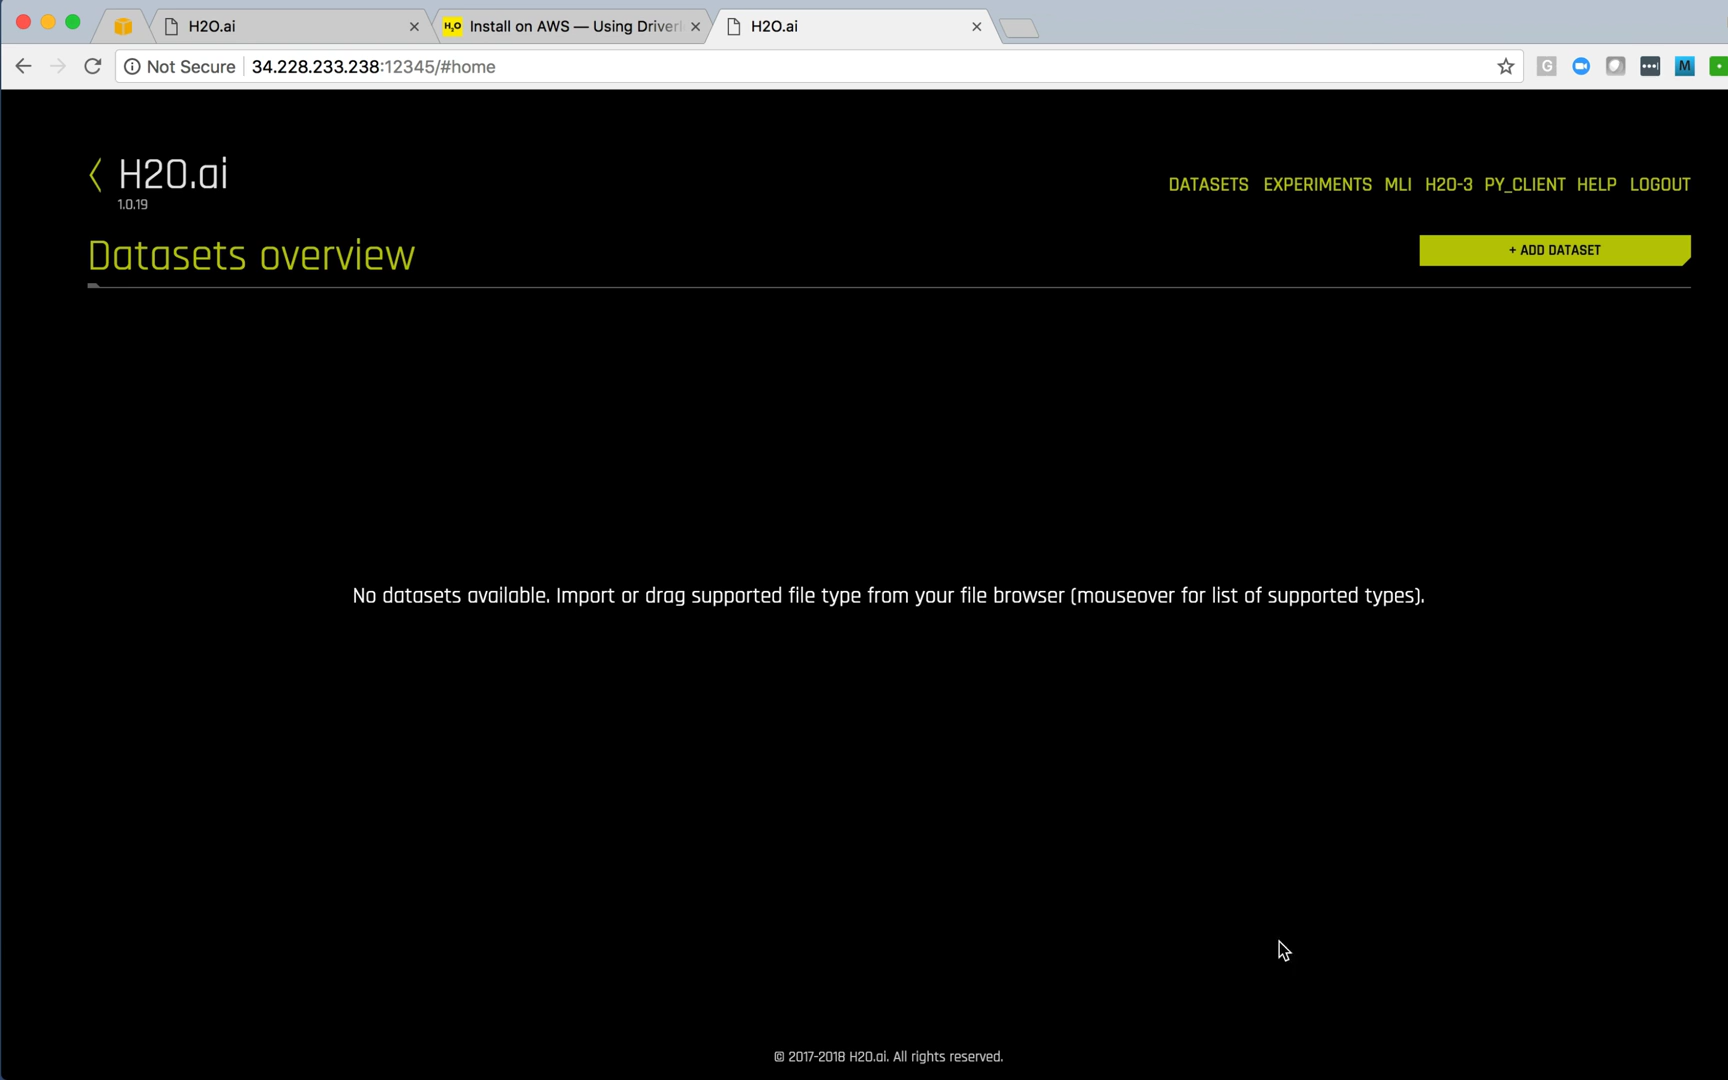 H2O.ai
H2O Install on AWS — Using Driverl
H2O.ai
Not Secure 34.228.233.238:12345/#home
G
M
H2O.ai
1.0.19
DATASETS EXPERIMENTS MLI H2O-3 PY_CLIENT HELP LOGOUT
Datasets overview
+ ADD DATASET
No datasets available. Import or drag supported file type from your file browser (mouseover for list of supported types).
© 2017-2018 H2O.ai. All rights reserved.